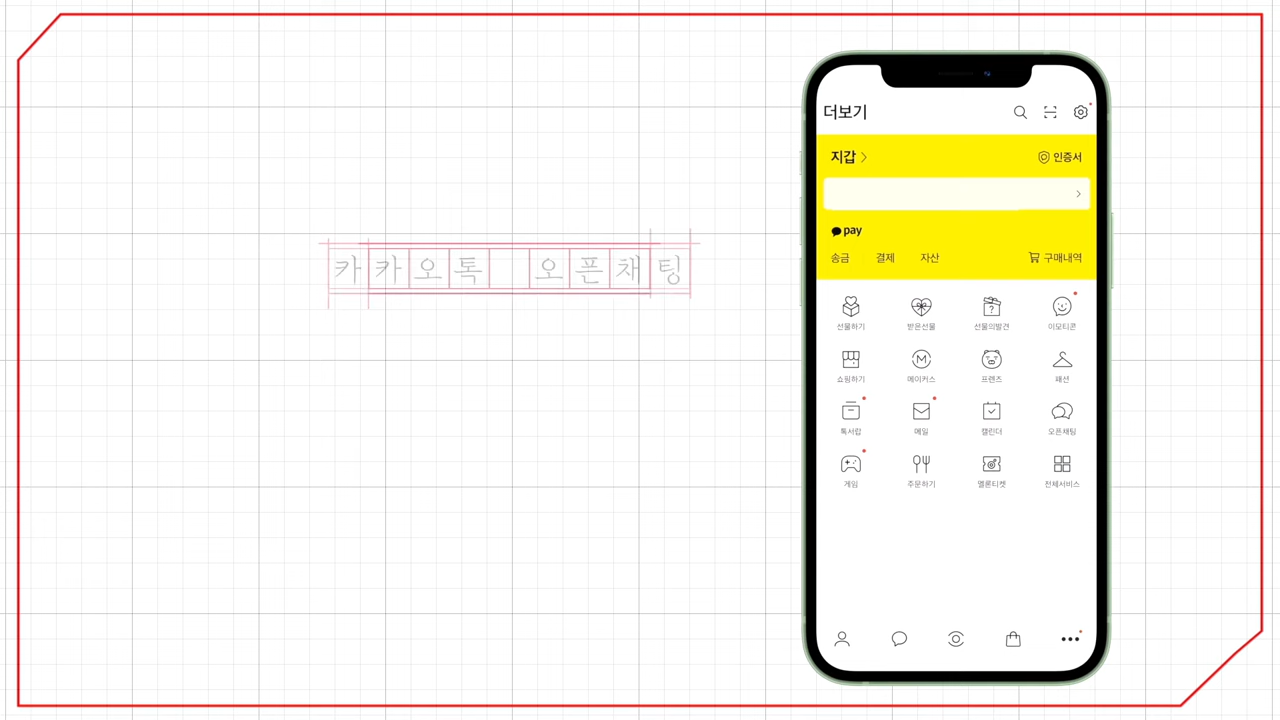 카카오톡 오픈채팅
더보기
지갑
인증서
pay
송금 결제 자산 구매내역
선물하기 받은선물 선물의발견 이모티콘
쇼핑하기 메이커스 프렌즈 패션
톡서랍 메일 캘린더 오픈채팅
게임 주문하기 멜론티켓 전체서비스